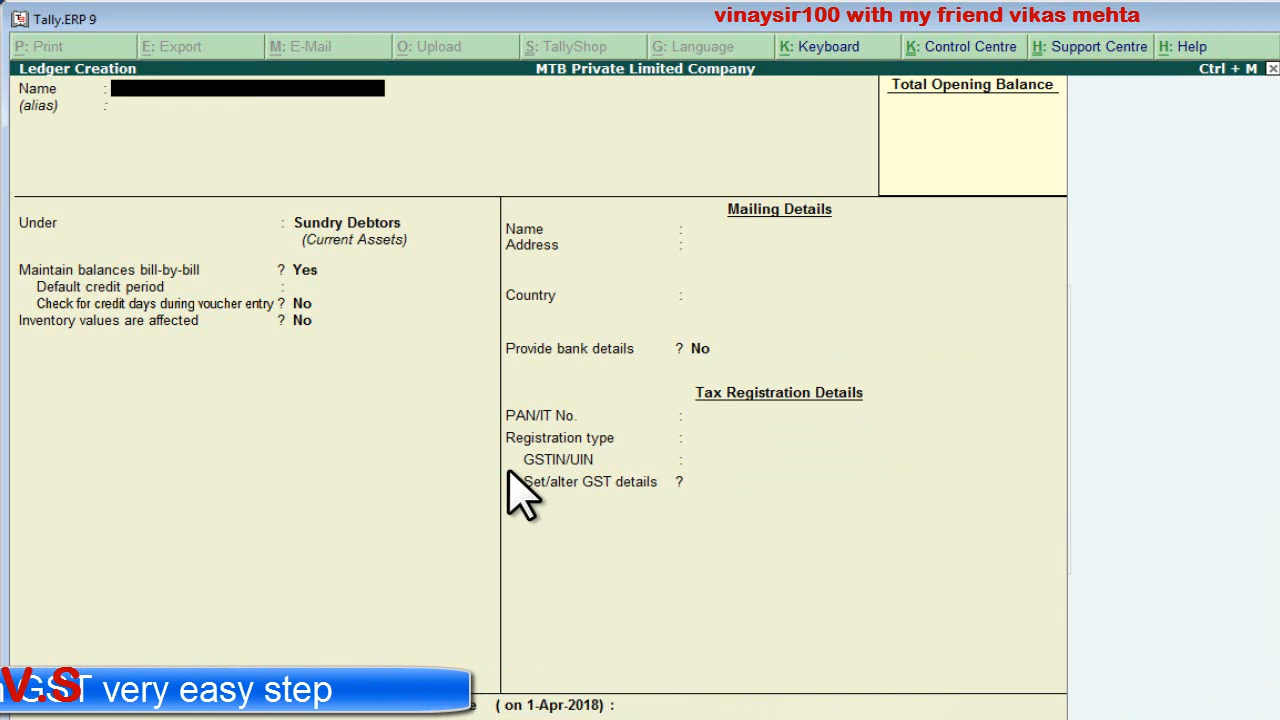 Tally.ERP 9
vinaysir100 with my friend vikas mehta
P: Print E: Export M: E-Mail O: Upload S: TallyShop G: Language K: Keyboard K: Control Centre H: Support Centre H: Help
Ledger Creation MTB Private Limited Company Ctrl + M
Name :
(alias) :
Total Opening Balance
Under : Sundry Debtors
(Current Assets)
Maintain balances bill-by-bill ? Yes
Default credit period :
Check for credit days during voucher entry ? No
Inventory values are affected ? No
Mailing Details
Name :
Address :
Country :
Provide bank details ? No
Tax Registration Details
PAN/IT No. :
Registration type :
GSTIN/UIN :
Set/alter GST details ?
V.S
GST very easy step
( on 1-Apr-2018) :